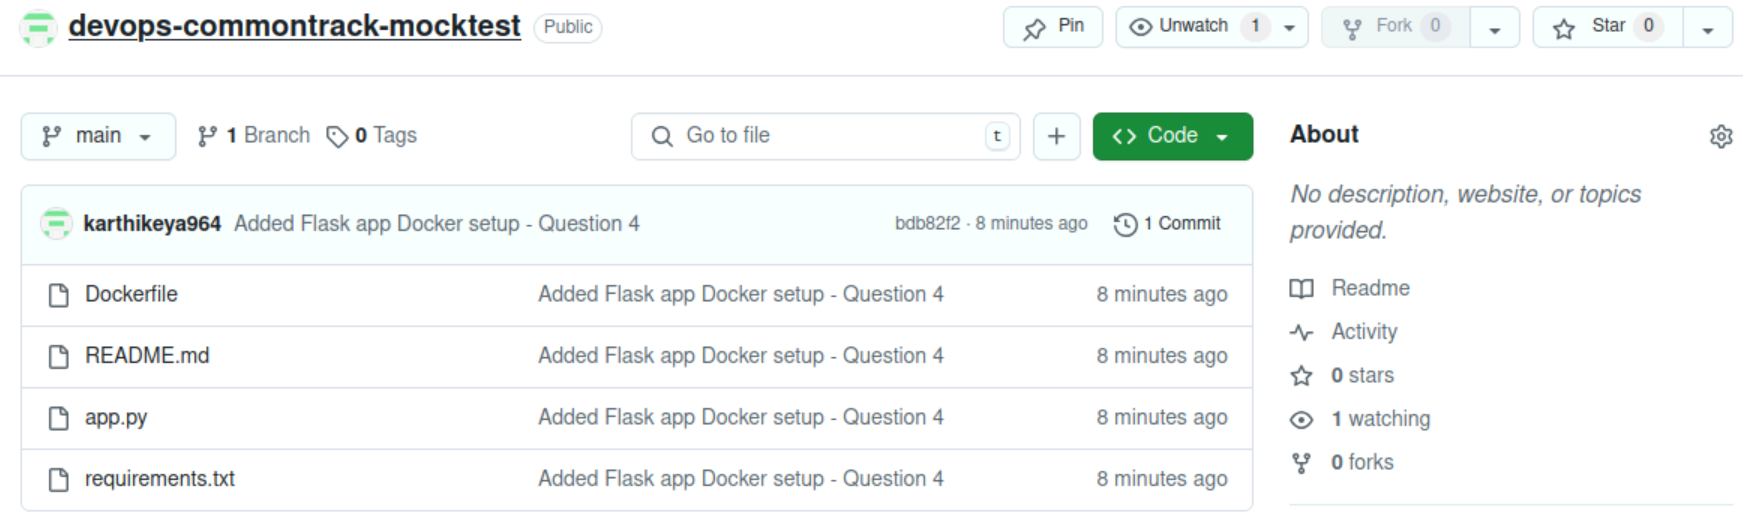 devops-commontrack-mocktest Public Pin Unwatch 1 Fork 0 Star 0
main 1 Branch 0 Tags Go to file t Code
karthikeya964 Added Flask app Docker setup - Question 4 bdb82f2 · 8 minutes ago 1 Commit
Dockerfile Added Flask app Docker setup - Question 4 8 minutes ago
README.md Added Flask app Docker setup - Question 4 8 minutes ago
app.py Added Flask app Docker setup - Question 4 8 minutes ago
requirements.txt Added Flask app Docker setup - Question 4 8 minutes ago
About
No description, website, or topics
provided.
Readme
Activity
0 stars
1 watching
0 forks